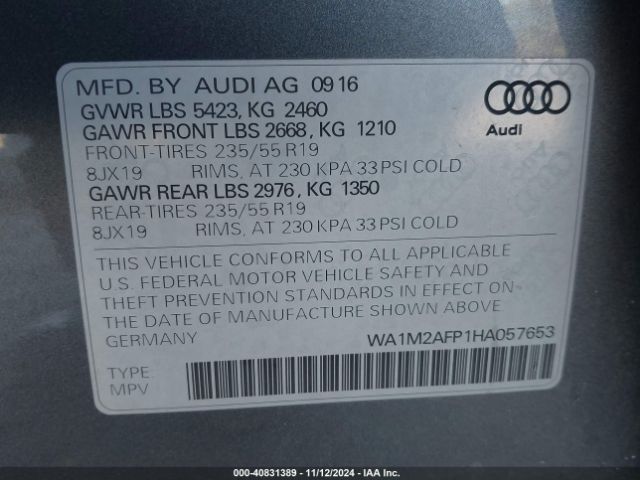 MFD. BY AUDI AG 0916
GVWR LBS 5423, KG 2460
GAWR FRONT LBS 2668, KG 1210
FRONT-TIRES 235/55 R19
8JX19 RIMS, AT 230 KPA 33 PSI COLD
GAWR REAR LBS 2976, KG 1350
REAR-TIRES 235/55 R19
8JX19 RIMS, AT 230 KPA 33 PSI COLD
Audi
THIS VEHICLE CONFORMS TO ALL APPLICABLE
U.S. FEDERAL MOTOR VEHICLE SAFETY AND
THEFT PREVENTION STANDARDS IN EFFECT ON
THE DATE OF MANUFACTURE SHOWN ABOVE
GERMANY
WA1M2AFP1HA057653
TYPE:
MPV
000-40831389 - 11/12/2024 - IAA Inc.